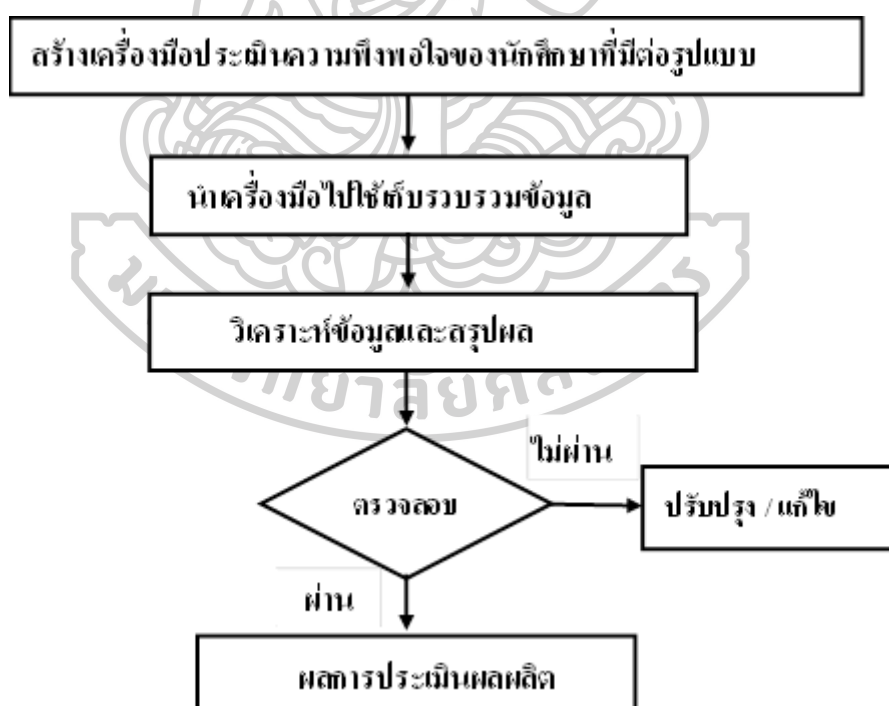 สร้างเครื่องมือประเมินความพึงพอใจของนักศึกษาที่มีต่อรูปแบบ
นำเครื่องมือไปใช้เก็บรวบรวมข้อมูล
วิเคราะห์ข้อมูลและสรุปผล
ไม่ผ่าน
ตรวจสอบ
ปรับปรุง / แก้ไข
ผ่าน
ผลการประเมินผลผลิต